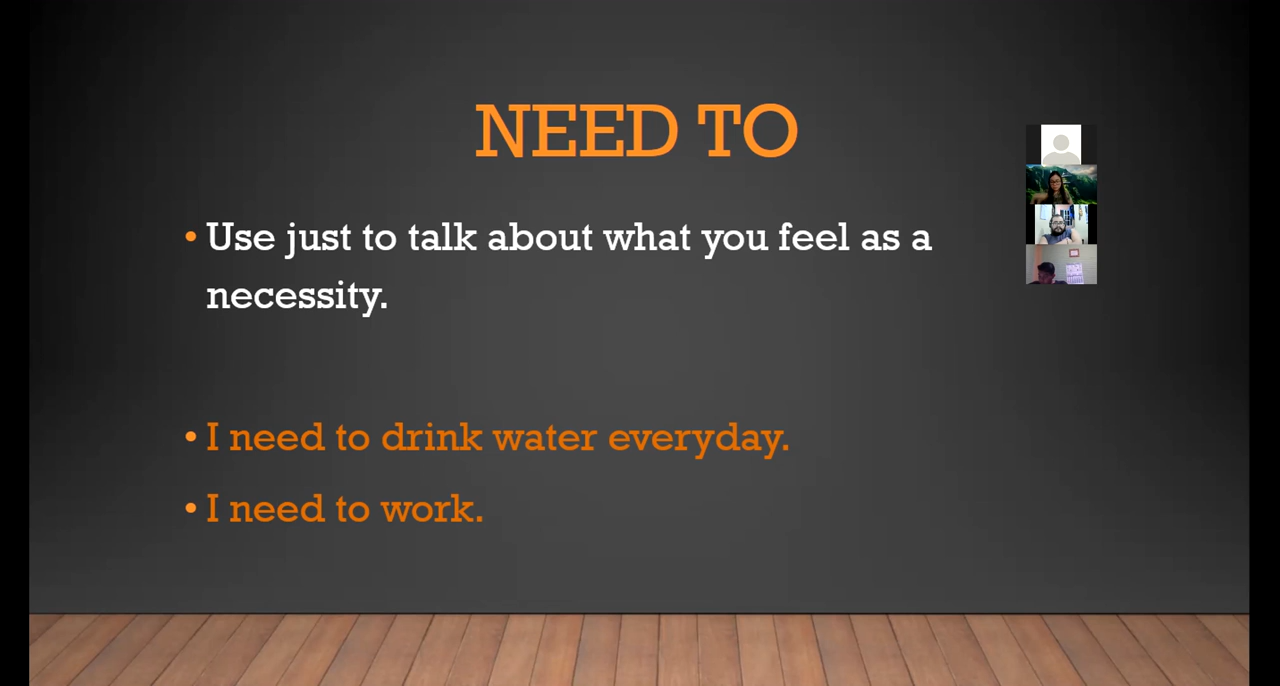 NEED TO
• Use just to talk about what you feel as a
necessity.
• I need to drink water everyday.
• I need to work.